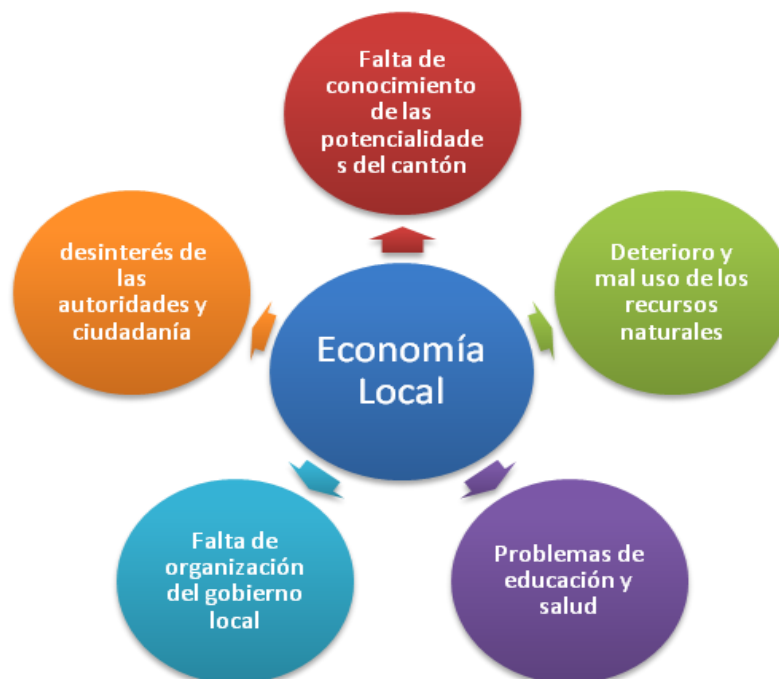 Falta de
conocimiento
de las
potencialidade
s del cantón
desinterés de
las
autoridades y
ciudadanía
Deterioro y
mal uso de los
recursos
naturales
Economía
Local
Falta de
organización
del gobierno
local
Problemas de
educación y
salud